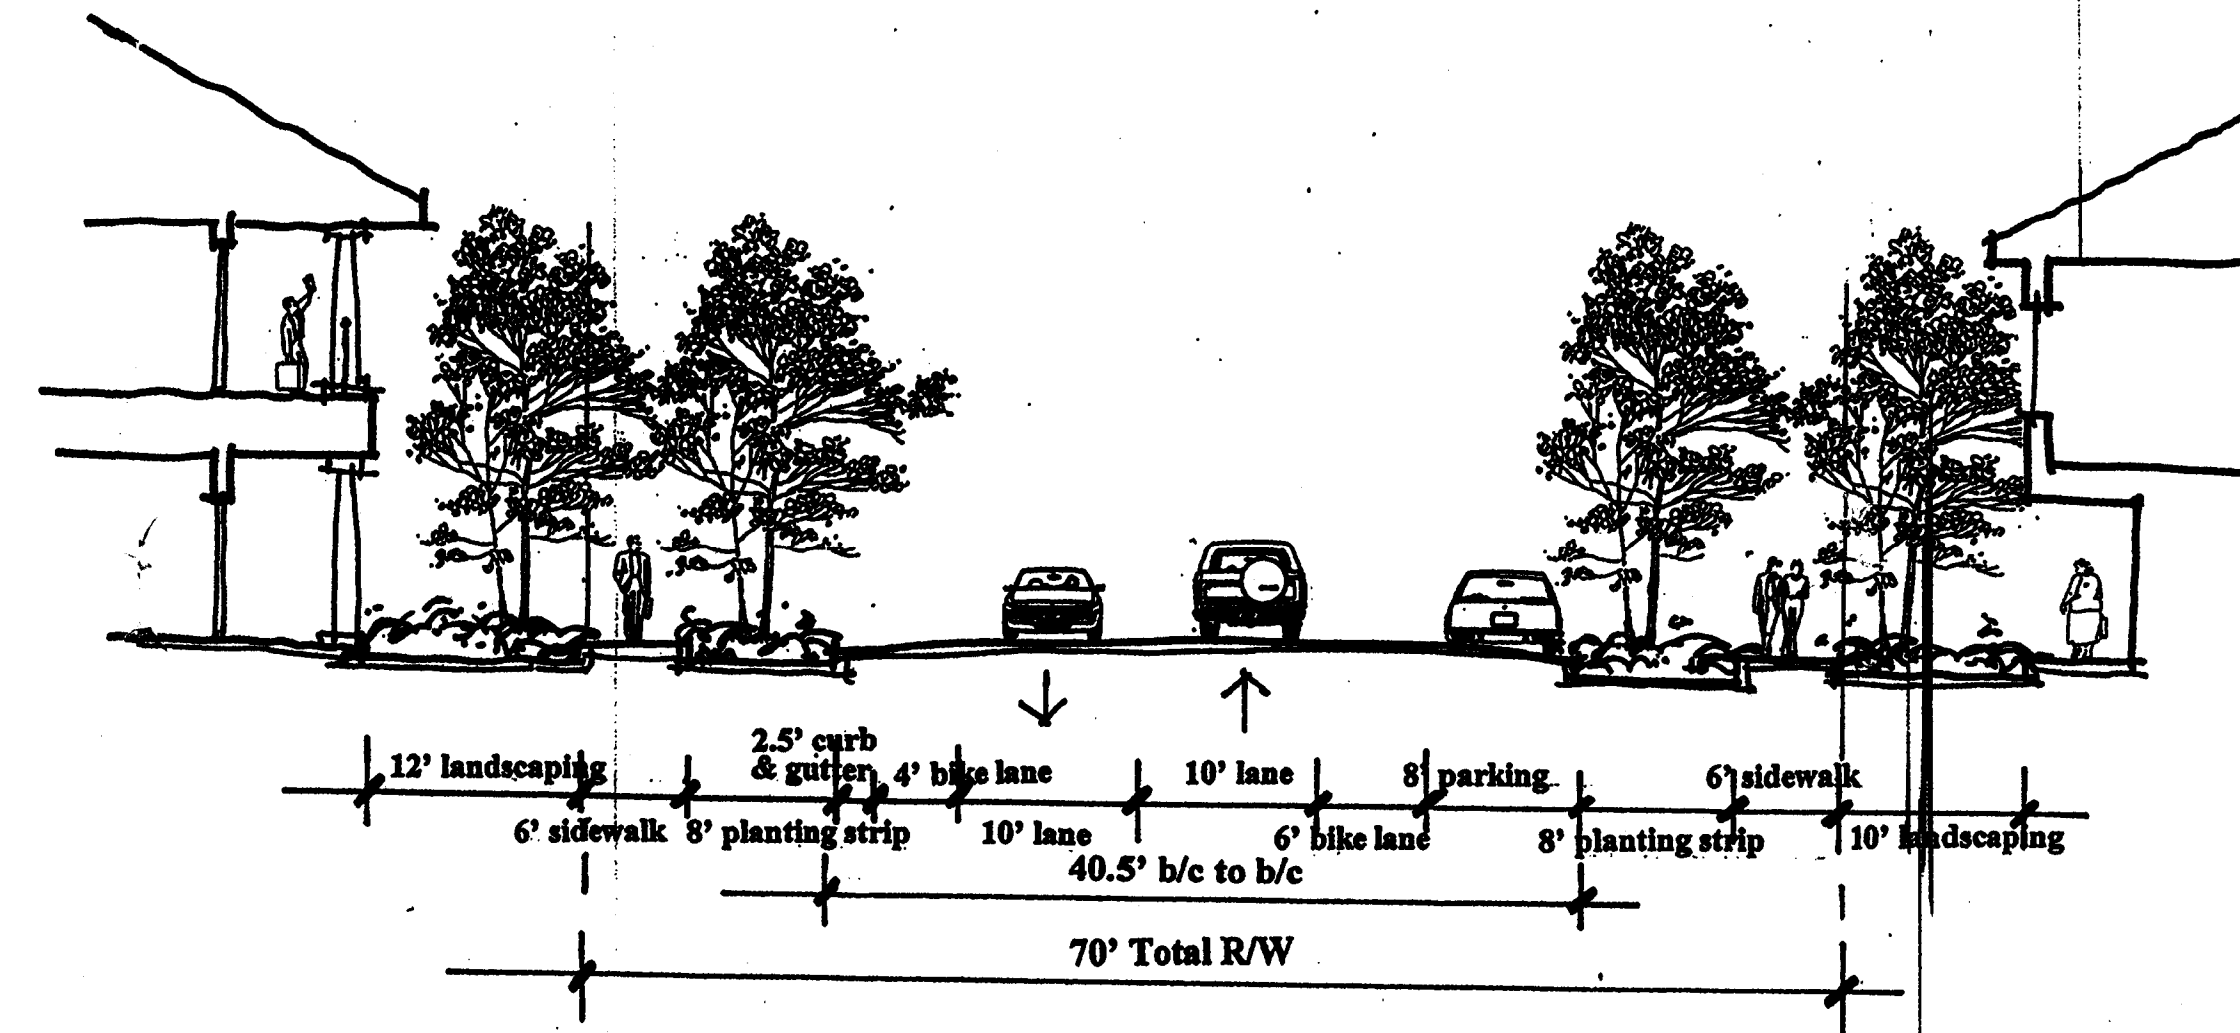 12' landscaping
2.5' curb
& gutter
4' bike lane
10' lane
8' parking
6' sidewalk
6' sidewalk
8' planting strip
10' lane
6' bike lane
8' planting strip
10' landscaping
40.5' b/c to b/c
70' Total R/W